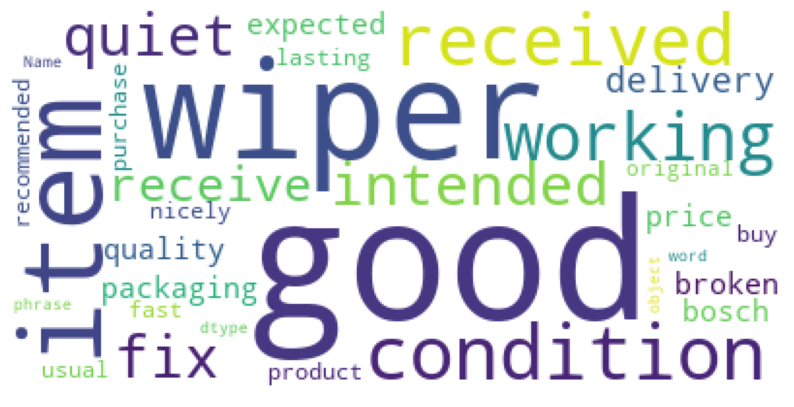 quiet
expected
received
Name
lasting
wiper
delivery
recommended
purchase
item
working
receive
intended
original
nicely
good
price
buy
quality
word
packaging
object
broken
phrase
fast
bosch
dtype
fix
condition
usual
product